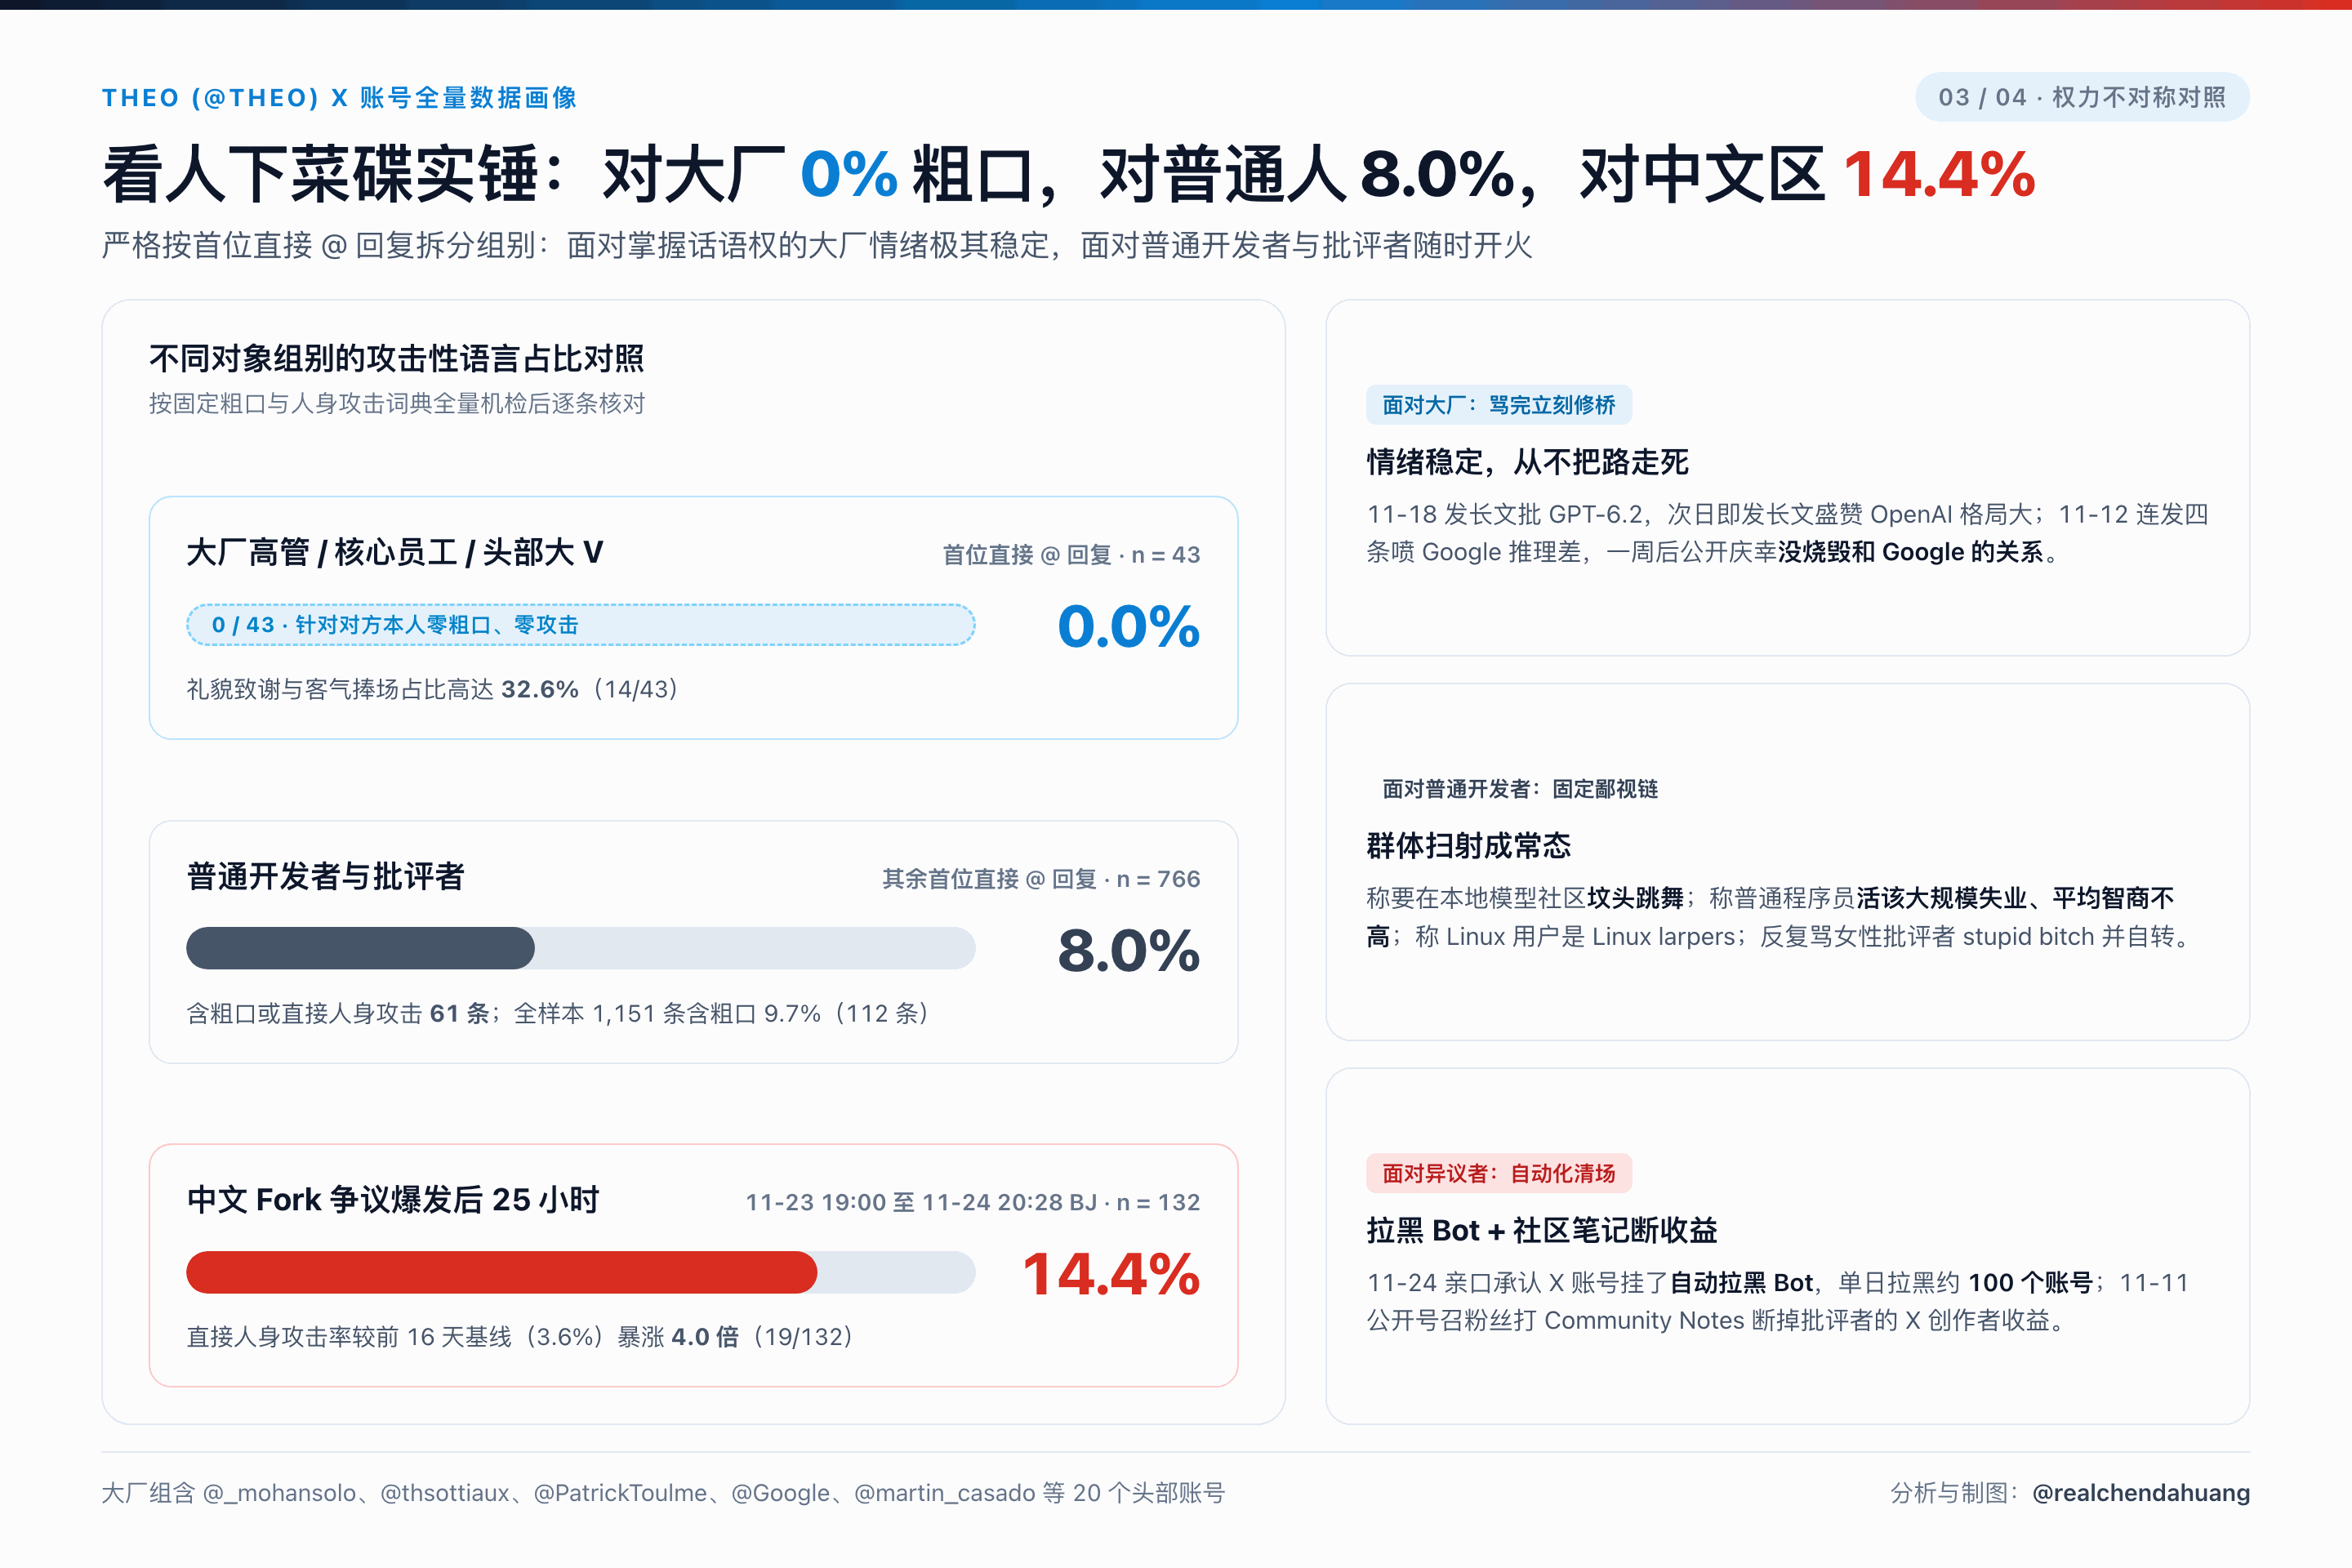 THEO (@THEO) X 账号全量数据画像
03 / 04 · 权力不对称对照
看人下菜碟实锤：对大厂 0% 粗口，对普通人 8.0%，对中文区 14.4%
严格按首位直接 @ 回复拆分组别：面对掌握话语权的大厂情绪极其稳定，面对普通开发者与批评者随时开火
不同对象组别的攻击性语言占比对照
按固定粗口与人身攻击词典全量机检后逐条核对
大厂高管 / 核心员工 / 头部大 V
首位直接 @ 回复 · n = 43
0 / 43 · 针对对方本人零粗口、零攻击
0.0%
礼貌致谢与客气捧场占比高达 32.6%（14/43）
普通开发者与批评者
其余首位直接 @ 回复 · n = 766
8.0%
含粗口或直接人身攻击 61 条；全样本 1,151 条含粗口 9.7%（112 条）
中文 Fork 争议爆发后 25 小时
11-23 19:00 至 11-24 20:28 BJ · n = 132
14.4%
直接人身攻击率较前 16 天基线（3.6%）暴涨 4.0 倍（19/132）
面对大厂：骂完立刻修桥
情绪稳定，从不把路走死
11-18 发长文批 GPT-6.2，次日即发长文盛赞 OpenAI 格局大；11-12 连发四
条喷 Google 推理差，一周后公开庆幸没烧毁和 Google 的关系。
面对普通开发者：固定鄙视链
群体扫射成常态
称要在本地模型社区坟头跳舞；称普通程序员活该大规模失业、平均智商不
高；称 Linux 用户是 Linux larpers；反复骂女性批评者 stupid bitch 并自转。
面对异议者：自动化清场
拉黑 Bot + 社区笔记断收益
11-24 亲口承认 X 账号挂了自动拉黑 Bot，单日拉黑约 100 个账号；11-11
公开号召粉丝打 Community Notes 断掉批评者的 X 创作者收益。
大厂组含 @_mohansolo、@thsottiaux、@PatrickToulme、@Google、@martin_casado 等 20 个头部账号
分析与制图：@realchendahuang